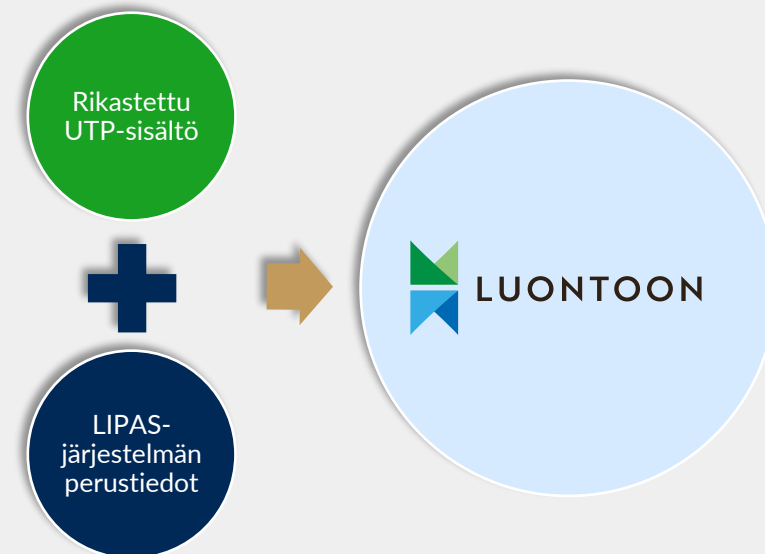 Rikastettu
UTP-sisältö
LUONTOON
LIPAS-
järjestelmän
perustiedot